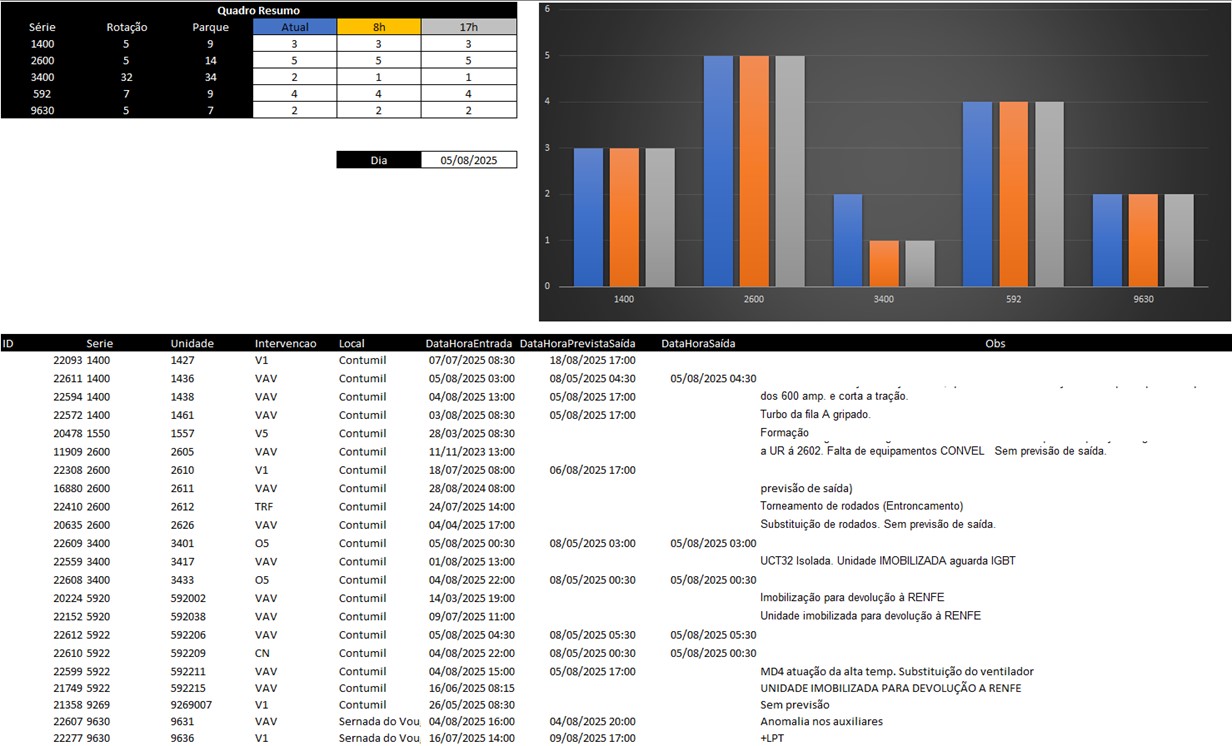 Quadro Resumo
Série Rotação Parque Atual 8h 17h
1400 5 9 3 3 3
2600 5 14 5 5 5
3400 32 34 2 1 1
592 7 9 4 4 4
9630 5 7 2 2 2
Dia 05/08/2025
6
5
4
3
2
1
0
1400 2600 3400 592 9630
ID Serie Unidade Intervencao Local DataHoraEntrada DataHoraPrevistaSaída DataHoraSaída Obs
22093 1400 1427 V1 Contumil 07/07/2025 08:30 18/08/2025 17:00
22611 1400 1436 VAV Contumil 05/08/2025 03:00 08/05/2025 04:30 05/08/2025 04:30
22594 1400 1438 VAV Contumil 04/08/2025 13:00 05/08/2025 17:00 dos 600 amp. e corta a tração.
22572 1400 1461 VAV Contumil 03/08/2025 08:30 05/08/2025 17:00 Turbo da fila A gripado.
20478 1550 1557 V5 Contumil 28/03/2025 08:30 Formação
11909 2600 2605 VAV Contumil 11/11/2023 13:00 a UR á 2602. Falta de equipamentos CONVEL Sem previsão de saída.
22308 2600 2610 V1 Contumil 18/07/2025 08:00 06/08/2025 17:00
16880 2600 2611 VAV Contumil 28/08/2024 08:00 previsão de saída)
22410 2600 2612 TRF Contumil 24/07/2025 14:00 Torneamento de rodados (Entroncamento)
20635 2600 2626 VAV Contumil 04/04/2025 17:00 Substituição de rodados. Sem previsão de saída.
22609 3400 3401 O5 Contumil 05/08/2025 00:30 08/05/2025 03:00 05/08/2025 03:00
22559 3400 3417 VAV Contumil 01/08/2025 13:00 UCT32 Isolada. Unidade IMOBILIZADA aguarda IGBT
22608 3400 3433 O5 Contumil 04/08/2025 22:00 08/05/2025 00:30 05/08/2025 00:30
20224 5920 592002 VAV Contumil 14/03/2025 19:00 Imobilização para devolução à RENFE
22152 5920 592038 VAV Contumil 09/07/2025 11:00 Unidade imobilizada para devolução à RENFE
22612 5922 592206 VAV Contumil 05/08/2025 04:30 08/05/2025 05:30 05/08/2025 05:30
22610 5922 592209 CN Contumil 04/08/2025 22:00 08/05/2025 00:30 05/08/2025 00:30
22599 5922 592211 VAV Contumil 04/08/2025 15:00 05/08/2025 17:00 MD4 atuação da alta temp. Substituição do ventilador
21749 5922 592215 VAV Contumil 16/06/2025 08:15 UNIDADE IMOBILIZADA PARA DEVOLUÇÃO A RENFE
21358 9269 9269007 V1 Contumil 26/05/2025 08:30 Sem previsão
22607 9630 9631 VAV Sernada do Vou 04/08/2025 16:00 04/08/2025 20:00 Anomalia nos auxiliares
22277 9630 9636 V1 Sernada do Vou 16/07/2025 14:00 09/08/2025 17:00 +LPT